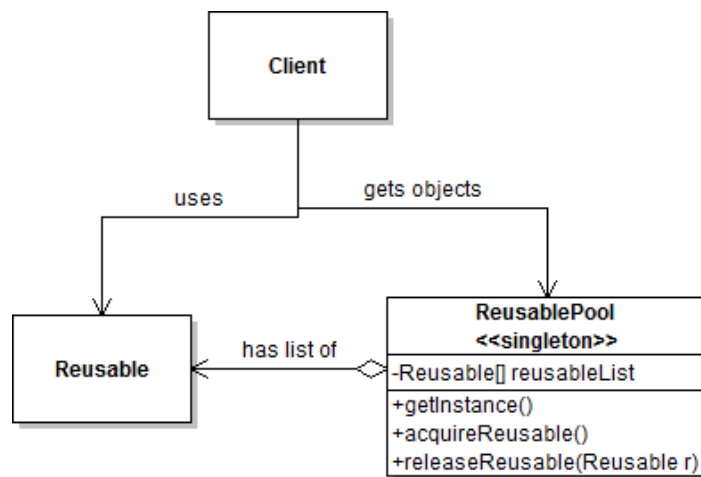 Client
uses
gets objects
Reusable
has list of
ReusablePool
<<singleton>>
-Reusable[] reusableList
+getInstance()
+acquireReusable()
+releaseReusable(Reusable r)